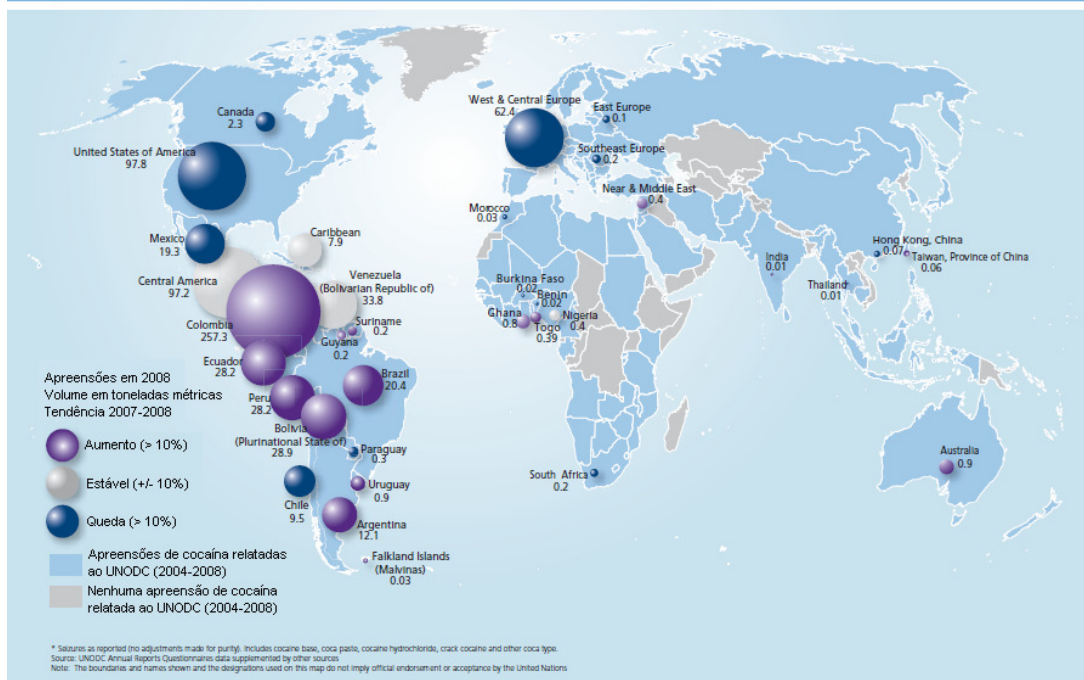 Canada
2.3
United States of America
97.8
Mexico
19.3
Central America
97.2
Caribbean
7.9
Venezuela
(Bolivarian Republic of)
33.8
Colombia
257.3
Suriname
0.2
Guyana
0.2
Ecuador
28.2
Peru
28.2
Brazil
20.4
Bolivia
(Plurinational State of)
28.9
Paraguay
0.3
Uruguay
0.9
Chile
9.5
Argentina
12.1
Falkland Islands
(Malvinas)
0.03
West & Central Europe
62.4
East Europe
0.1
Southeast Europe
0.2
Near & Middle East
0.4
Morocco
0.03
Burkina Faso
0.02
Benin
0.02
Ghana
0.8
Togo
0.39
Nigeria
0.4
South Africa
0.2
India
0.01
Thailand
0.01
Hong Kong, China
0.07
Taiwan, Province of China
0.06
Australia
0.9
Apreensões em 2008
Volume em toneladas métricas
Tendência 2007-2008
Aumento (> 10%)
Estável (+/- 10%)
Queda (> 10%)
Apreensões de cocaína relatadas
ao UNODC (2004-2008)
Nenhuma apreensão de cocaína
relatada ao UNODC (2004-2008)
* Seizures as reported (no adjustments made for purity). Includes cocaine base, coca paste, cocaine hydrochloride, crack cocaine and other coca type.
Source: UNODC Annual Reports Questionnaires data supplemented by other sources
Note: The boundaries and names shown and the designations used on this map do not imply official endorsement or acceptance by the United Nations